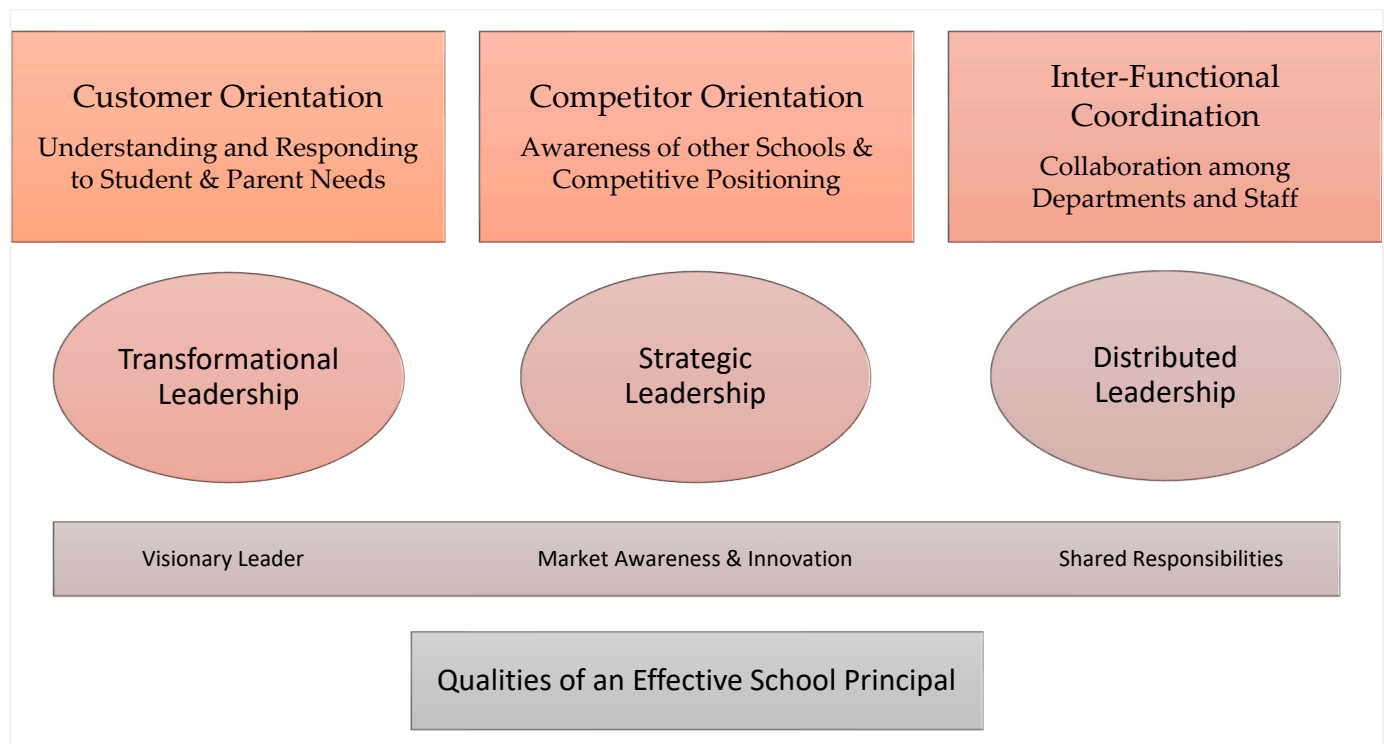 Customer Orientation
Understanding and Responding
to Student & Parent Needs
Competitor Orientation
Awareness of other Schools &
Competitive Positioning
Inter-Functional
Coordination
Collaboration among
Departments and Staff
Transformational
Leadership
Strategic
Leadership
Distributed
Leadership
Visionary Leader
Market Awareness & Innovation
Shared Responsibilities
Qualities of an Effective School Principal